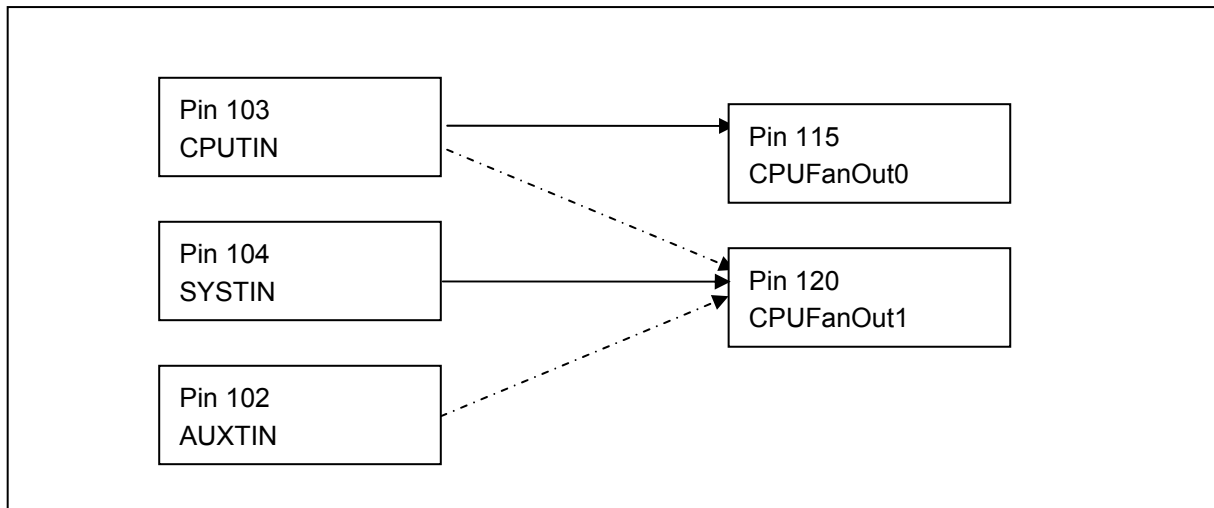 Pin 103
CPUTIN
Pin 115
CPUFanOut0
Pin 104
SYSTIN
Pin 120
CPUFanOut1
Pin 102
AUXTIN